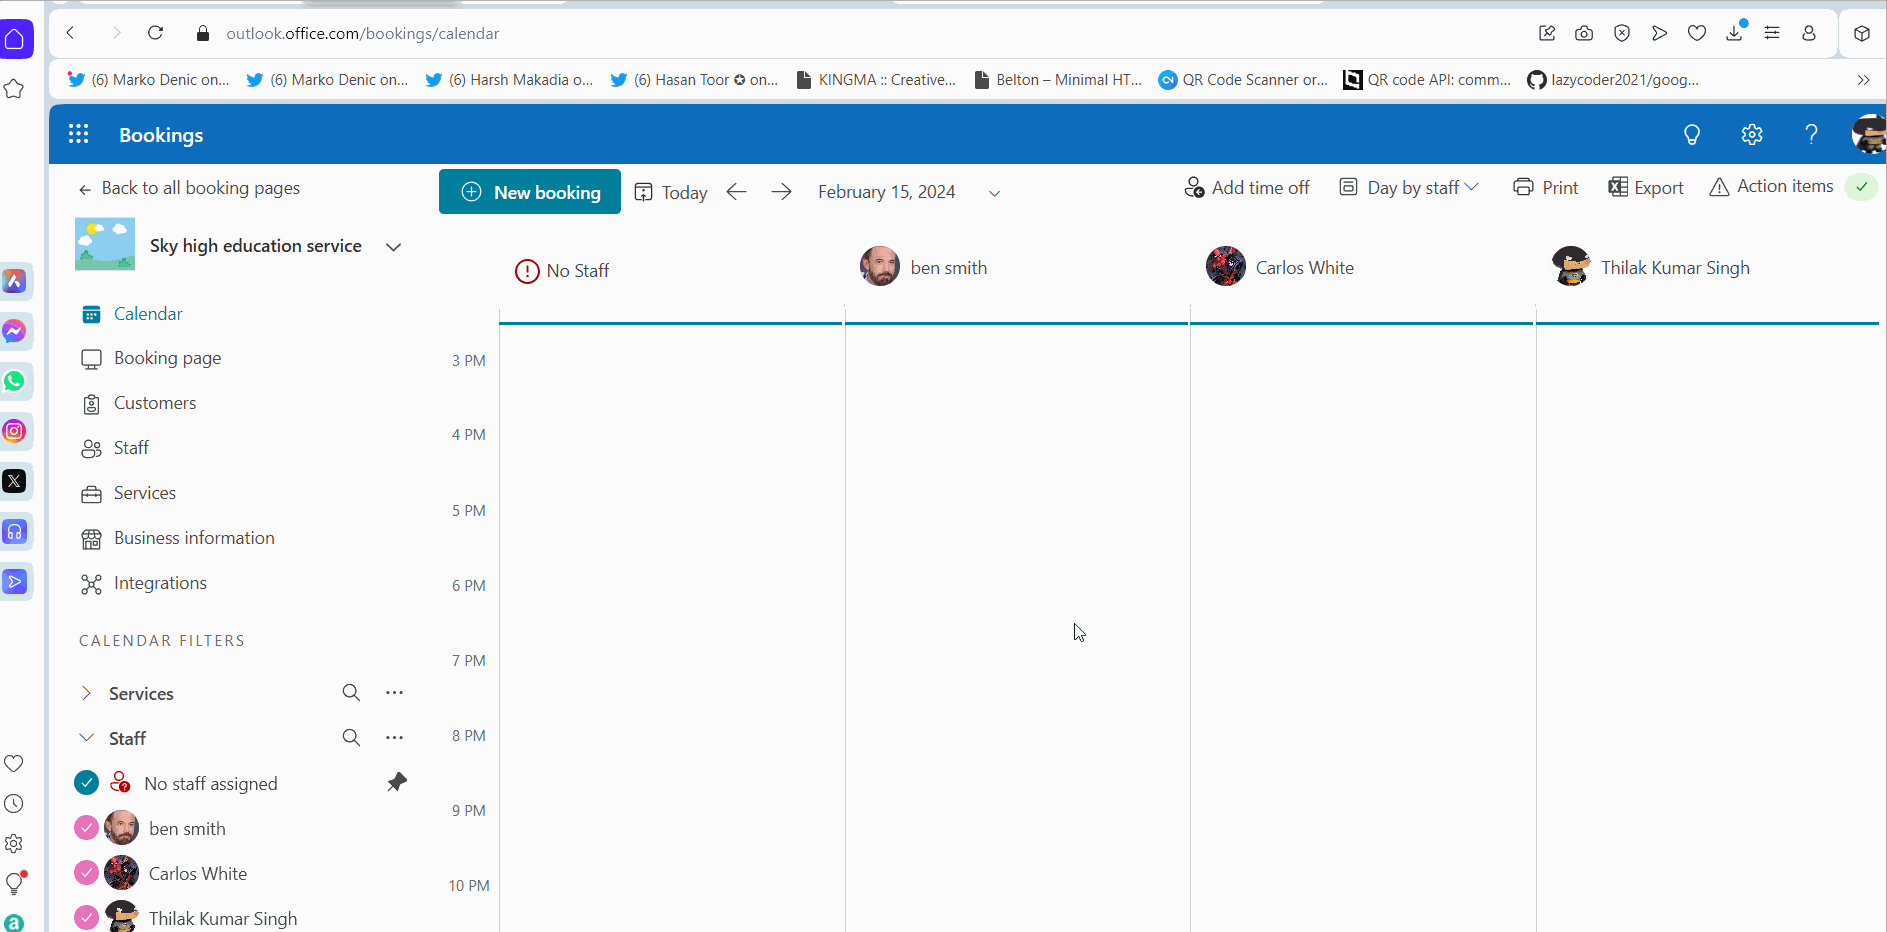 outlook.office.com/bookings/calendar
(6) Marko Denic on...
(6) Marko Denic on...
(6) Harsh Makadia o...
(6) Hasan Toor ✪ on...
KINGMA :: Creative...
Belton – Minimal HT...
QR Code Scanner or...
QR code API: comm...
lazycoder2021/goog...
Bookings
Back to all booking pages
Sky high education service
Calendar
Booking page
Customers
Staff
Services
Business information
Integrations
CALENDAR FILTERS
Services
Staff
No staff assigned
ben smith
Carlos White
Thilak Kumar Singh
New booking
Today
February 15, 2024
Add time off
Day by staff
Print
Export
Action items
No Staff
ben smith
Carlos White
Thilak Kumar Singh
3 PM
4 PM
5 PM
6 PM
7 PM
8 PM
9 PM
10 PM